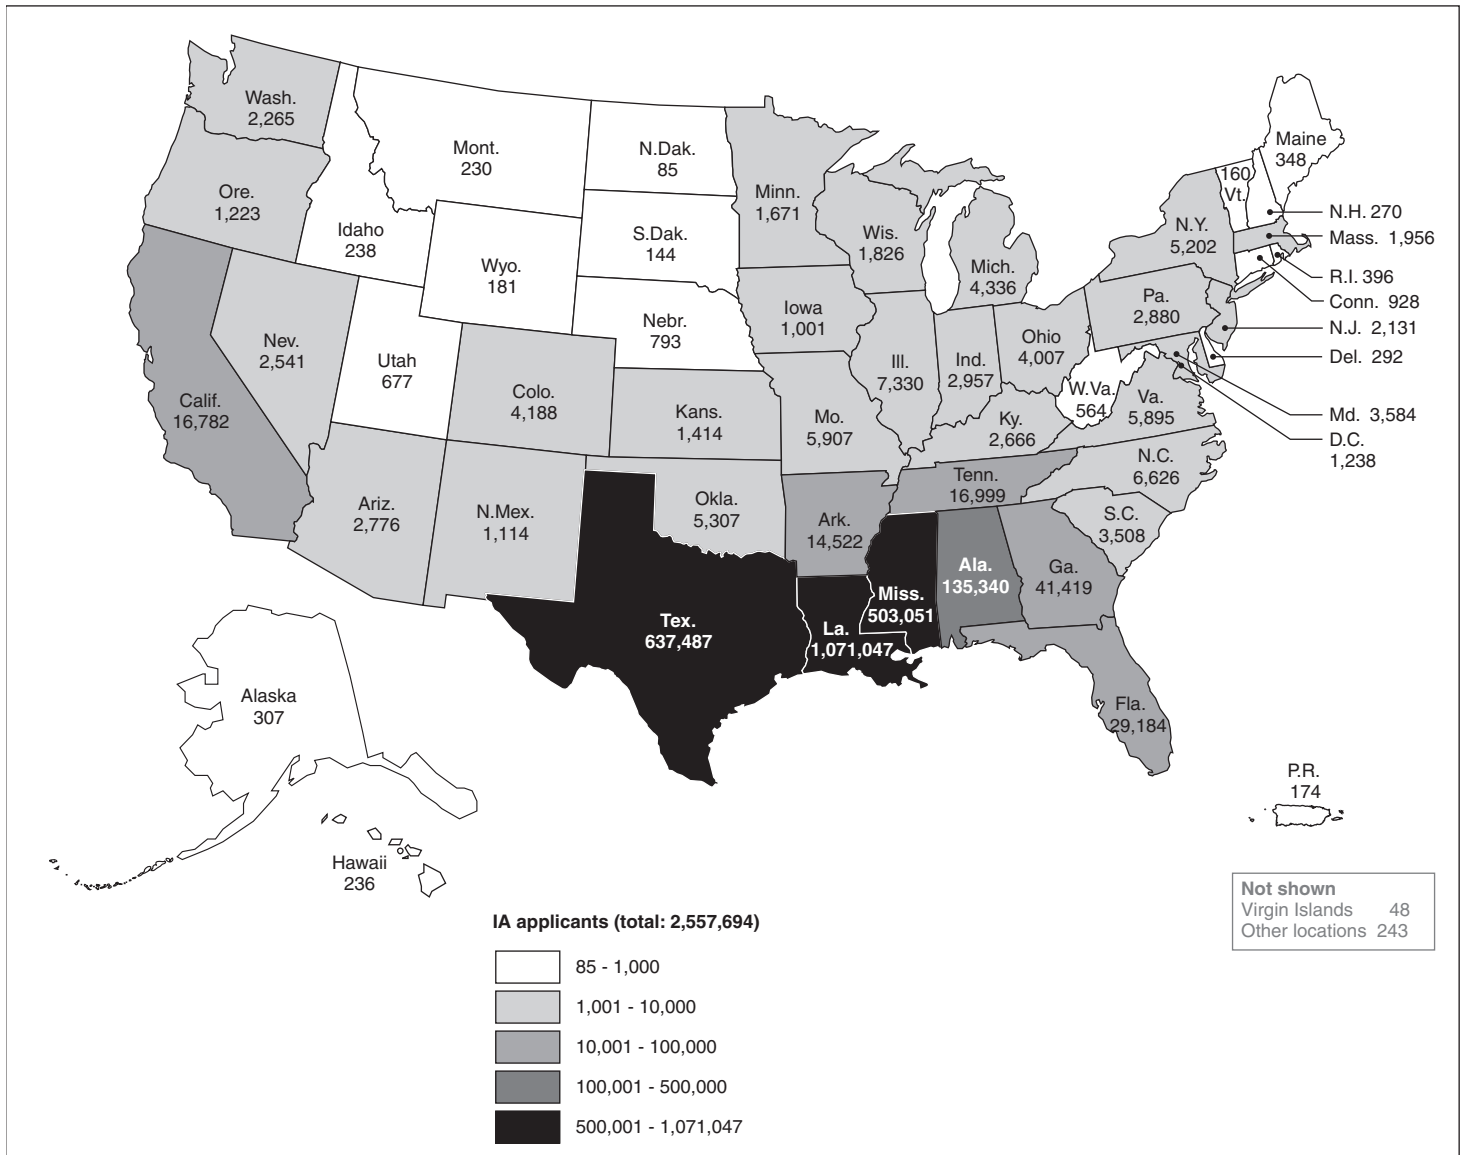 Wash.
2,265
Ore.
1,223
Calif.
16,782
Nev.
2,541
Idaho
238
Mont.
230
Wyo.
181
Utah
677
Colo.
4,188
Ariz.
2,776
N.Mex.
1,114
N.Dak.
85
S.Dak.
144
Nebr.
793
Kans.
1,414
Okla.
5,307
Tex.
637,487
Minn.
1,671
Iowa
1,001
Mo.
5,907
Ark.
14,522
La.
1,071,047
Wis.
1,826
Ill.
7,330
Mich.
4,336
Ind.
2,957
Ohio
4,007
Ky.
2,666
Tenn.
16,999
Miss.
503,051
Ala.
135,340
Ga.
41,419
Fla.
29,184
S.C.
3,508
N.C.
6,626
Va.
5,895
W.Va.
564
Pa.
2,880
N.Y.
5,202
160
Vt.
Maine
348
N.H. 270
Mass. 1,956
R.I. 396
Conn. 928
N.J. 2,131
Del. 292
Md. 3,584
D.C.
1,238
Alaska
307
Hawaii
236
P.R.
174
Not shown
Virgin Islands 48
Other locations 243
IA applicants (total: 2,557,694)
85 - 1,000
1,001 - 10,000
10,001 - 100,000
100,001 - 500,000
500,001 - 1,071,047